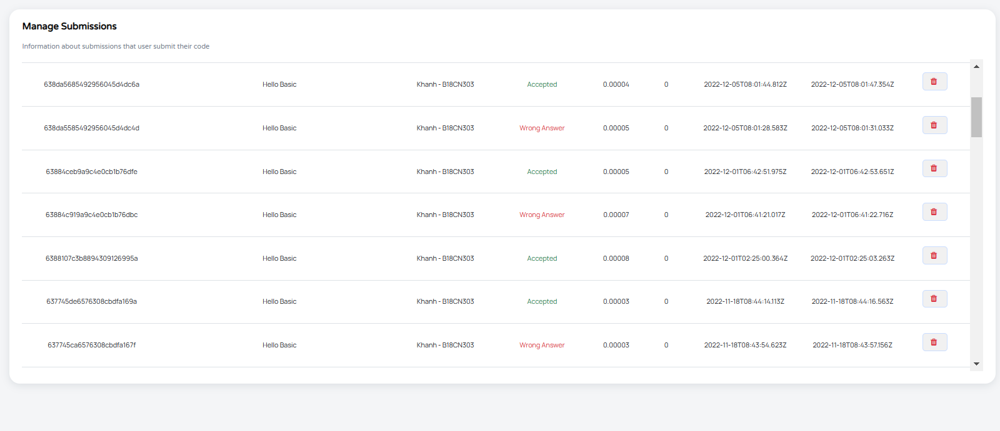 Manage Submissions
Information about submissions that user submit their code
638da5685492956045d4dc6a Hello Basic Khanh - B18CN303 Accepted 0.00004 0 2022-12-05T08:01:44.812Z 2022-12-05T08:01:47.354Z
638da5585492956045d4dc4d Hello Basic Khanh - B18CN303 Wrong Answer 0.00005 0 2022-12-05T08:01:28.583Z 2022-12-05T08:01:31.033Z
63884ceb9a9c4e0cb1b76dfe Hello Basic Khanh - B18CN303 Accepted 0.00005 0 2022-12-01T06:42:51.975Z 2022-12-01T06:42:53.651Z
63884c919a9c4e0cb1b76dbc Hello Basic Khanh - B18CN303 Wrong Answer 0.00007 0 2022-12-01T06:41:21.017Z 2022-12-01T06:41:22.716Z
6388107c3b8894309126995a Hello Basic Khanh - B18CN303 Accepted 0.00008 0 2022-12-01T02:25:00.364Z 2022-12-01T02:25:03.263Z
637745de6576308cbdfa169a Hello Basic Khanh - B18CN303 Accepted 0.00003 0 2022-11-18T08:44:14.113Z 2022-11-18T08:44:16.563Z
637745ca6576308cbdfa167f Hello Basic Khanh - B18CN303 Wrong Answer 0.00003 0 2022-11-18T08:43:54.623Z 2022-11-18T08:43:57.156Z